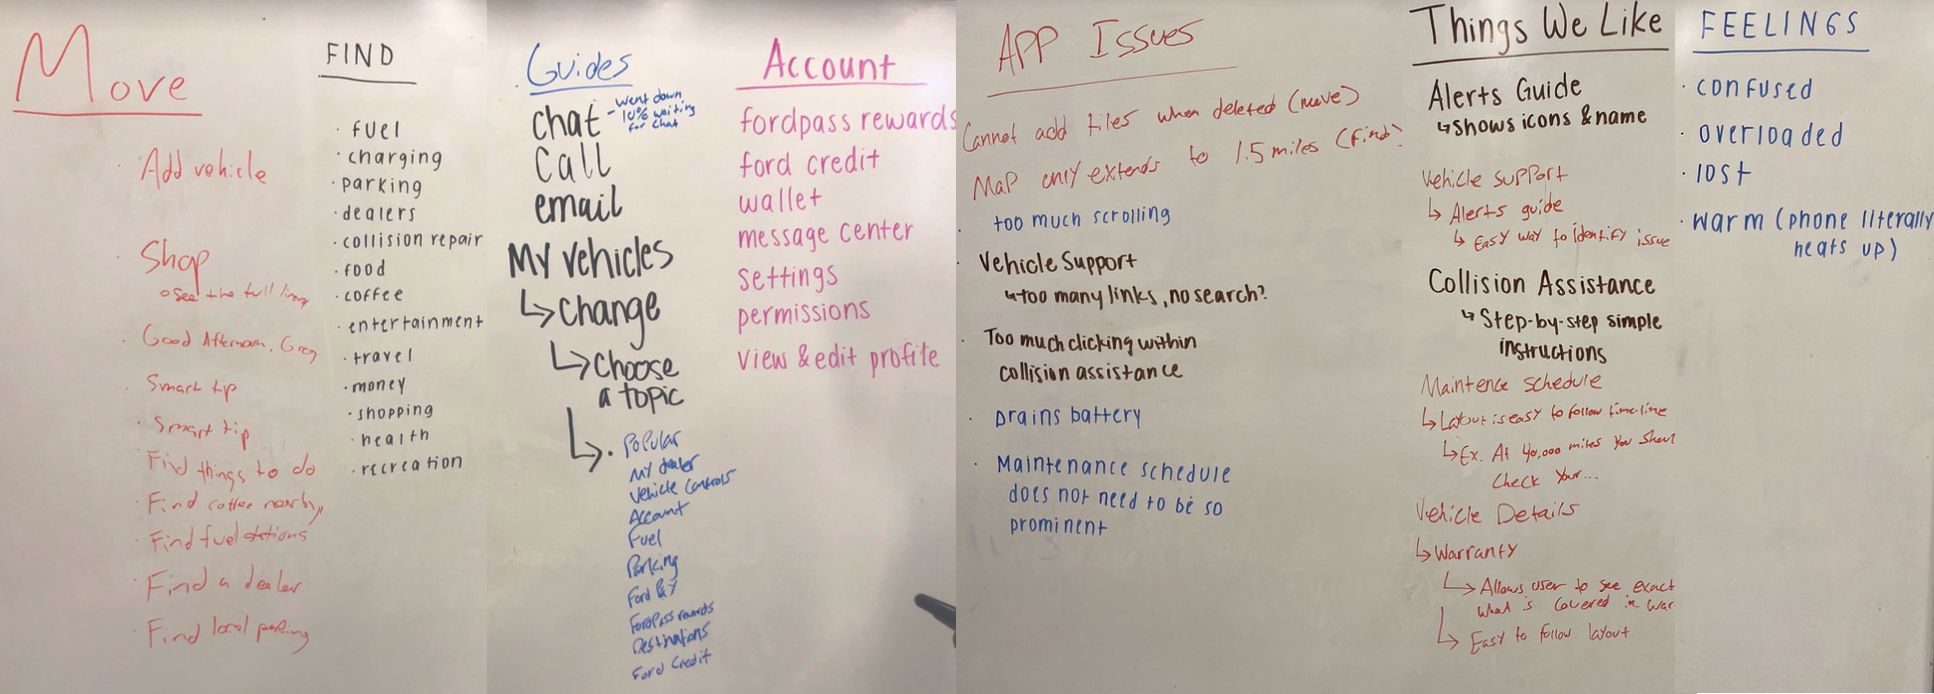 Move
Add vehicle
Shop
See the full lineup
Good Afternoon, Greg
Smart tip
Smart tip
Find things to do
Find coffee nearby
Find fuel stations
Find a dealer
Find local parking
FIND
· fuel
· charging
· parking
· dealers
· collision repair
· food
· coffee
· entertainment
· travel
· money
· shopping
· health
· recreation
Guides
chat - Went down
10% waiting
for chat
Call
email
My vehicles
↳ Change
↳ Choose
a topic
↳ · Popular
My dealer
Vehicle Controls
Account
Fuel
Parking
Ford Pay
FordPass rewards
Destinations
Ford Credit
Account
fordpass rewards
ford credit
wallet
message center
settings
permissions
view & edit profile
APP Issues
Cannot add tiles when deleted (move)
Map only extends to 1.5 miles (Find)
· too much scrolling
· Vehicle Support
↳ too many links, no search?
· Too much clicking within
collision assistance
· Drains battery
· Maintenance schedule
does not need to be so
prominent
Things We Like
Alerts Guide
↳ shows icons & name
Vehicle support
↳ Alerts guide
↳ Easy way to identify issue
Collision Assistance
↳ Step-by-step simple
instructions
Maintence schedule
↳ Layout is easy to follow time-line
↳ Ex. At 40,000 miles you shoul
check your...
Vehicle Details
↳ Warranty
↳ Allows user to see exact
what is covered in war
↳ Easy to follow layout
FEELINGS
· confused
· overloaded
· lost
· warm (phone literally
heats up)